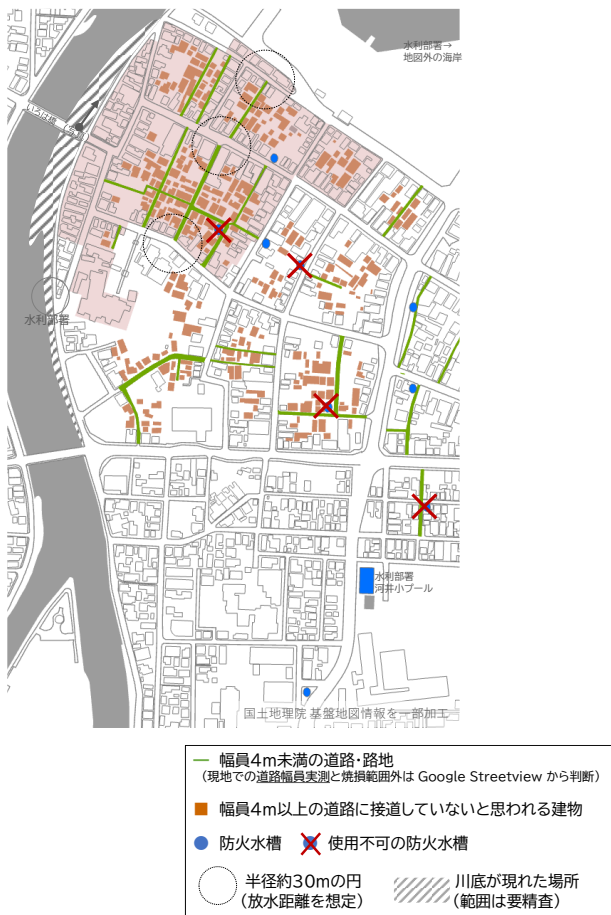 水利部署→
地図外の海岸
水利部署
水利部署
河井小プール
国土地理院 基盤地図情報を一部加工
幅員4m未満の道路・路地
(現地での道路幅員実測と焼損範囲外は Google Streetview から判断)
幅員4m以上の道路に接道していないと思われる建物
防火水槽 使用不可の防火水槽
半径約30mの円 川底が現れた場所
(放水距離を想定) (範囲は要精査)